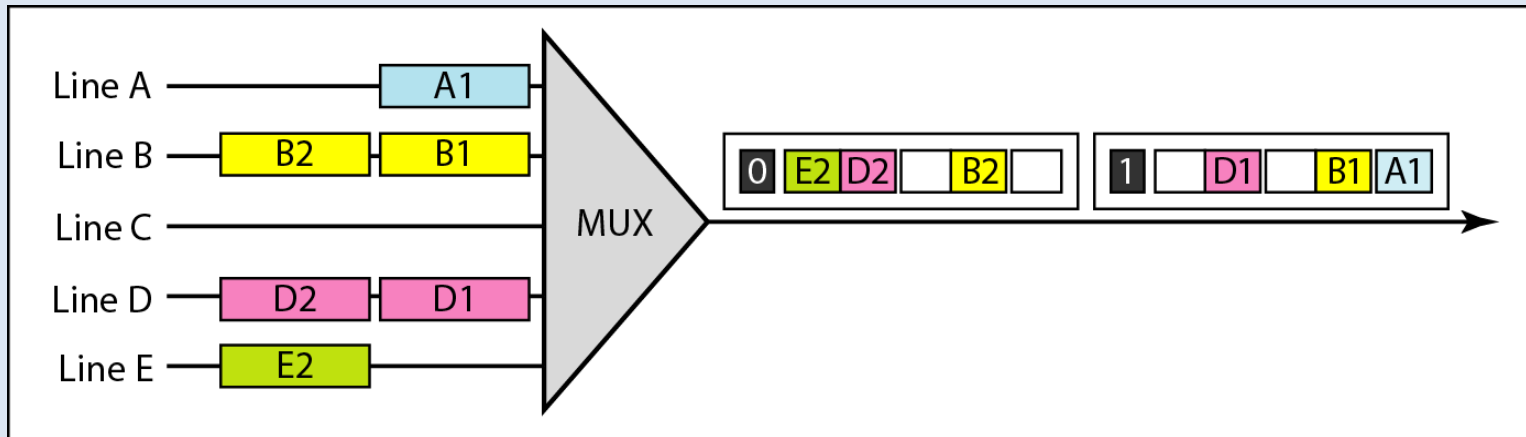 Line A A1
Line B B2 B1
Line C
Line D D2 D1
Line E E2
MUX
0 E2 D2 B2
1 D1 B1 A1